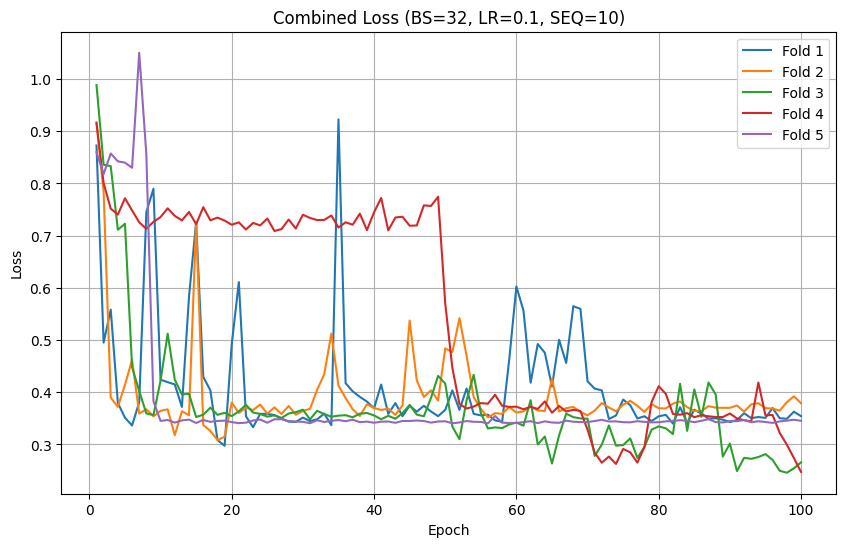 Combined Loss (BS=32, LR=0.1, SEQ=10)
Fold 1
Fold 2
Fold 3
Fold 4
Fold 5
Loss
1.0
0.9
0.8
0.7
0.6
0.5
0.4
0.3
0 20 40 60 80 100
Epoch